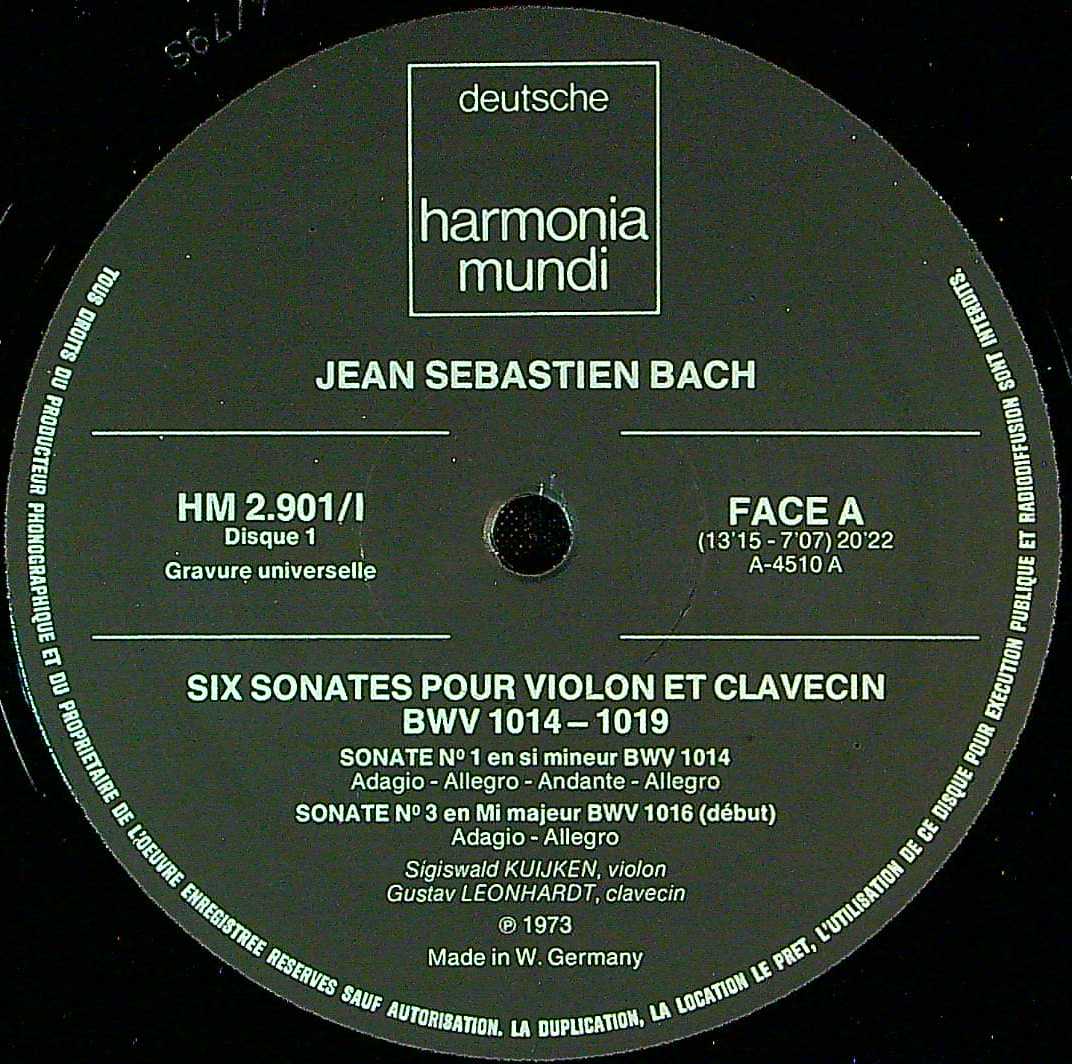 deutsche
harmonia
mundi
JEAN SEBASTIEN BACH
HM 2.901/I
Disque 1
Gravure universelle
FACE A
(13'15 - 7'07) 20'22
A-4510 A
SIX SONATES POUR VIOLON ET CLAVECIN
BWV 1014 – 1019
SONATE Nº 1 en si mineur BWV 1014
Adagio - Allegro - Andante - Allegro
SONATE Nº 3 en Mi majeur BWV 1016 (début)
Adagio - Allegro
Sigiswald KUIJKEN, violon
Gustav LEONHARDT, clavecin
℗ 1973
Made in W. Germany
TOUS DROITS DU PRODUCTEUR PHONOGRAPHIQUE ET DU PROPRIETAIRE DE L'OEUVRE ENREGISTREE RESERVES SAUF AUTORISATION. LA DUPLICATION, LA LOCATION LE PRET, L'UTILISATION DE CE DISQUE POUR EXECUTION PUBLIQUE ET RADIODIFFUSION SONT INTERDITS.